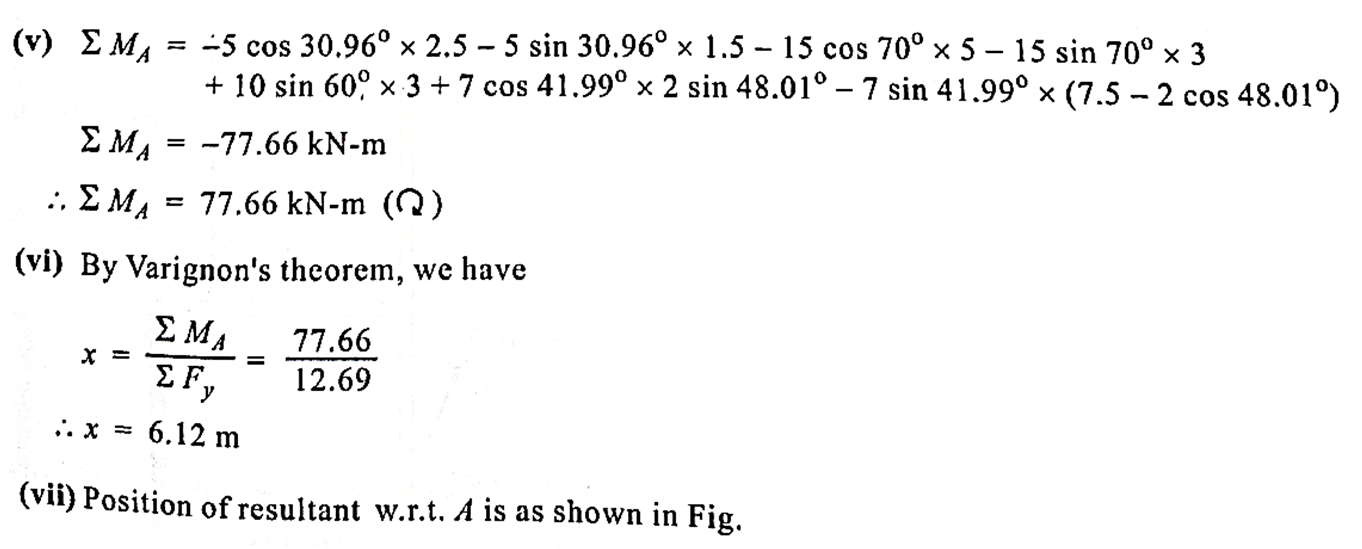 (v) Σ M_A = –5 cos 30.96° × 2.5 – 5 sin 30.96° × 1.5 – 15 cos 70° × 5 – 15 sin 70° × 3
+ 10 sin 60° × 3 + 7 cos 41.99° × 2 sin 48.01° – 7 sin 41.99° × (7.5 – 2 cos 48.01°)
Σ M_A = –77.66 kN-m
∴ Σ M_A = 77.66 kN-m (↻)
(vi) By Varignon's theorem, we have
x = Σ M_A / Σ F_y = 77.66 / 12.69
∴ x = 6.12 m
(vii) Position of resultant w.r.t. A is as shown in Fig.